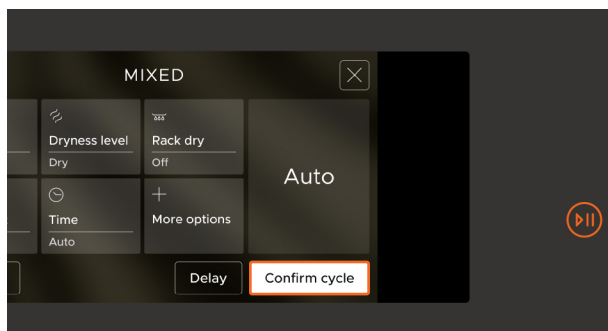 MIXED
Dryness level
Dry
Rack dry
Off
Auto
Time
Auto
More options
Delay
Confirm cycle